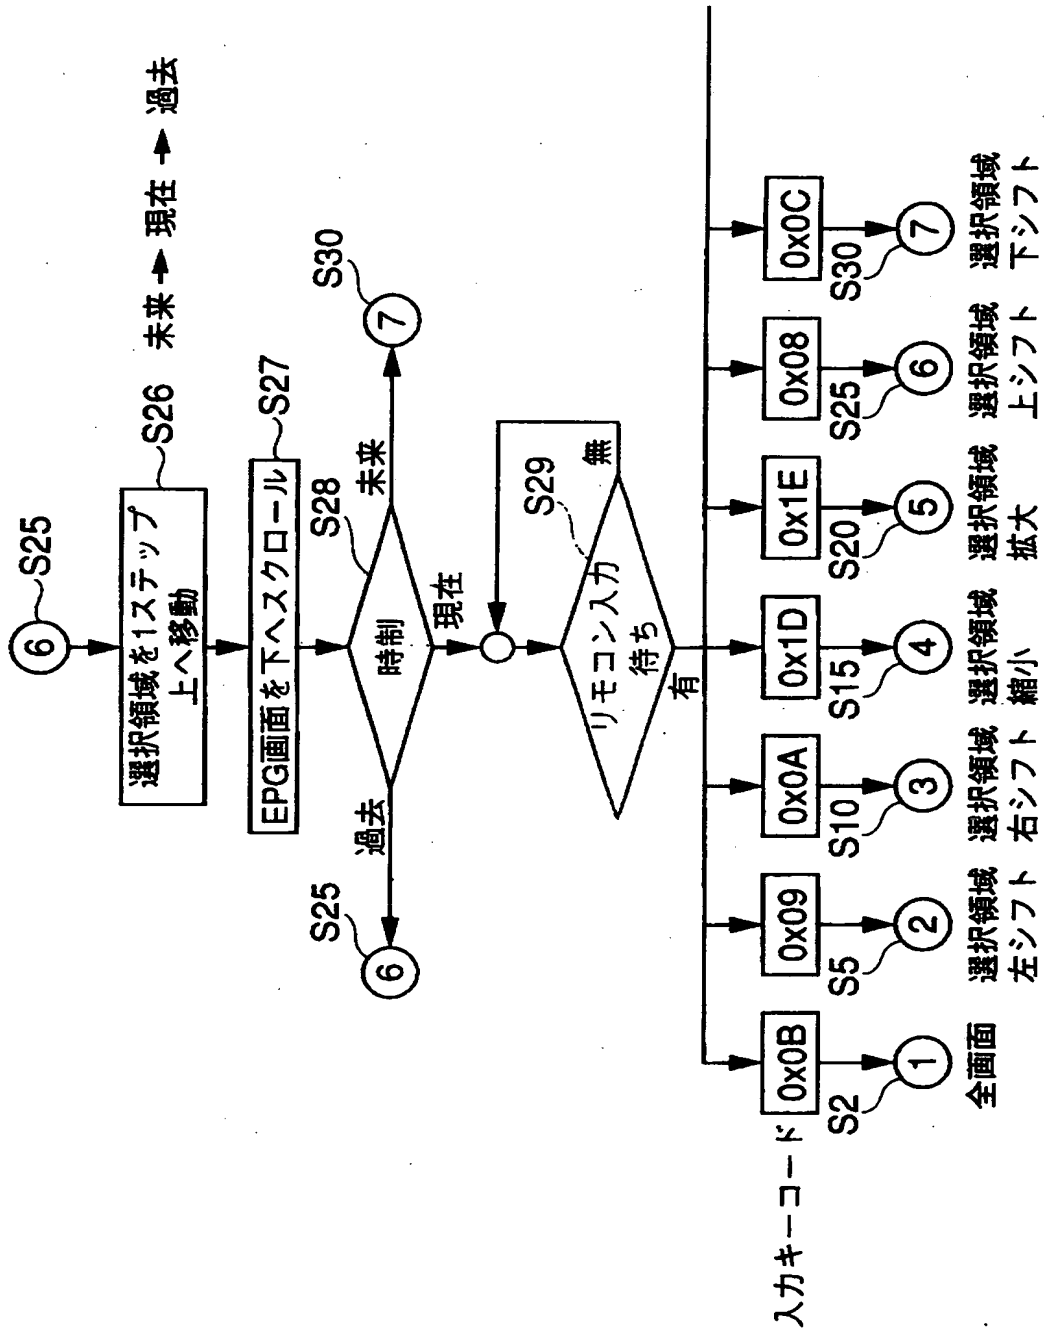 6
S25
選択領域を1ステップ
上へ移動
S26
未来→現在→過去
EPG画面を下へスクロール
S27
時制
S28
過去
現在
未来
6
S25
7
S30
リモコン入力
待ち
S29
無
有
入力キーコード
0x0B
0x09
0x0A
0x1D
0x1E
0x08
0x0C
S2
S5
S10
S15
S20
S25
S30
1
2
3
4
5
6
7
全画面
選択領域
左シフト
選択領域
右シフト
選択領域
縮小
選択領域
拡大
選択領域
上シフト
選択領域
下シフト